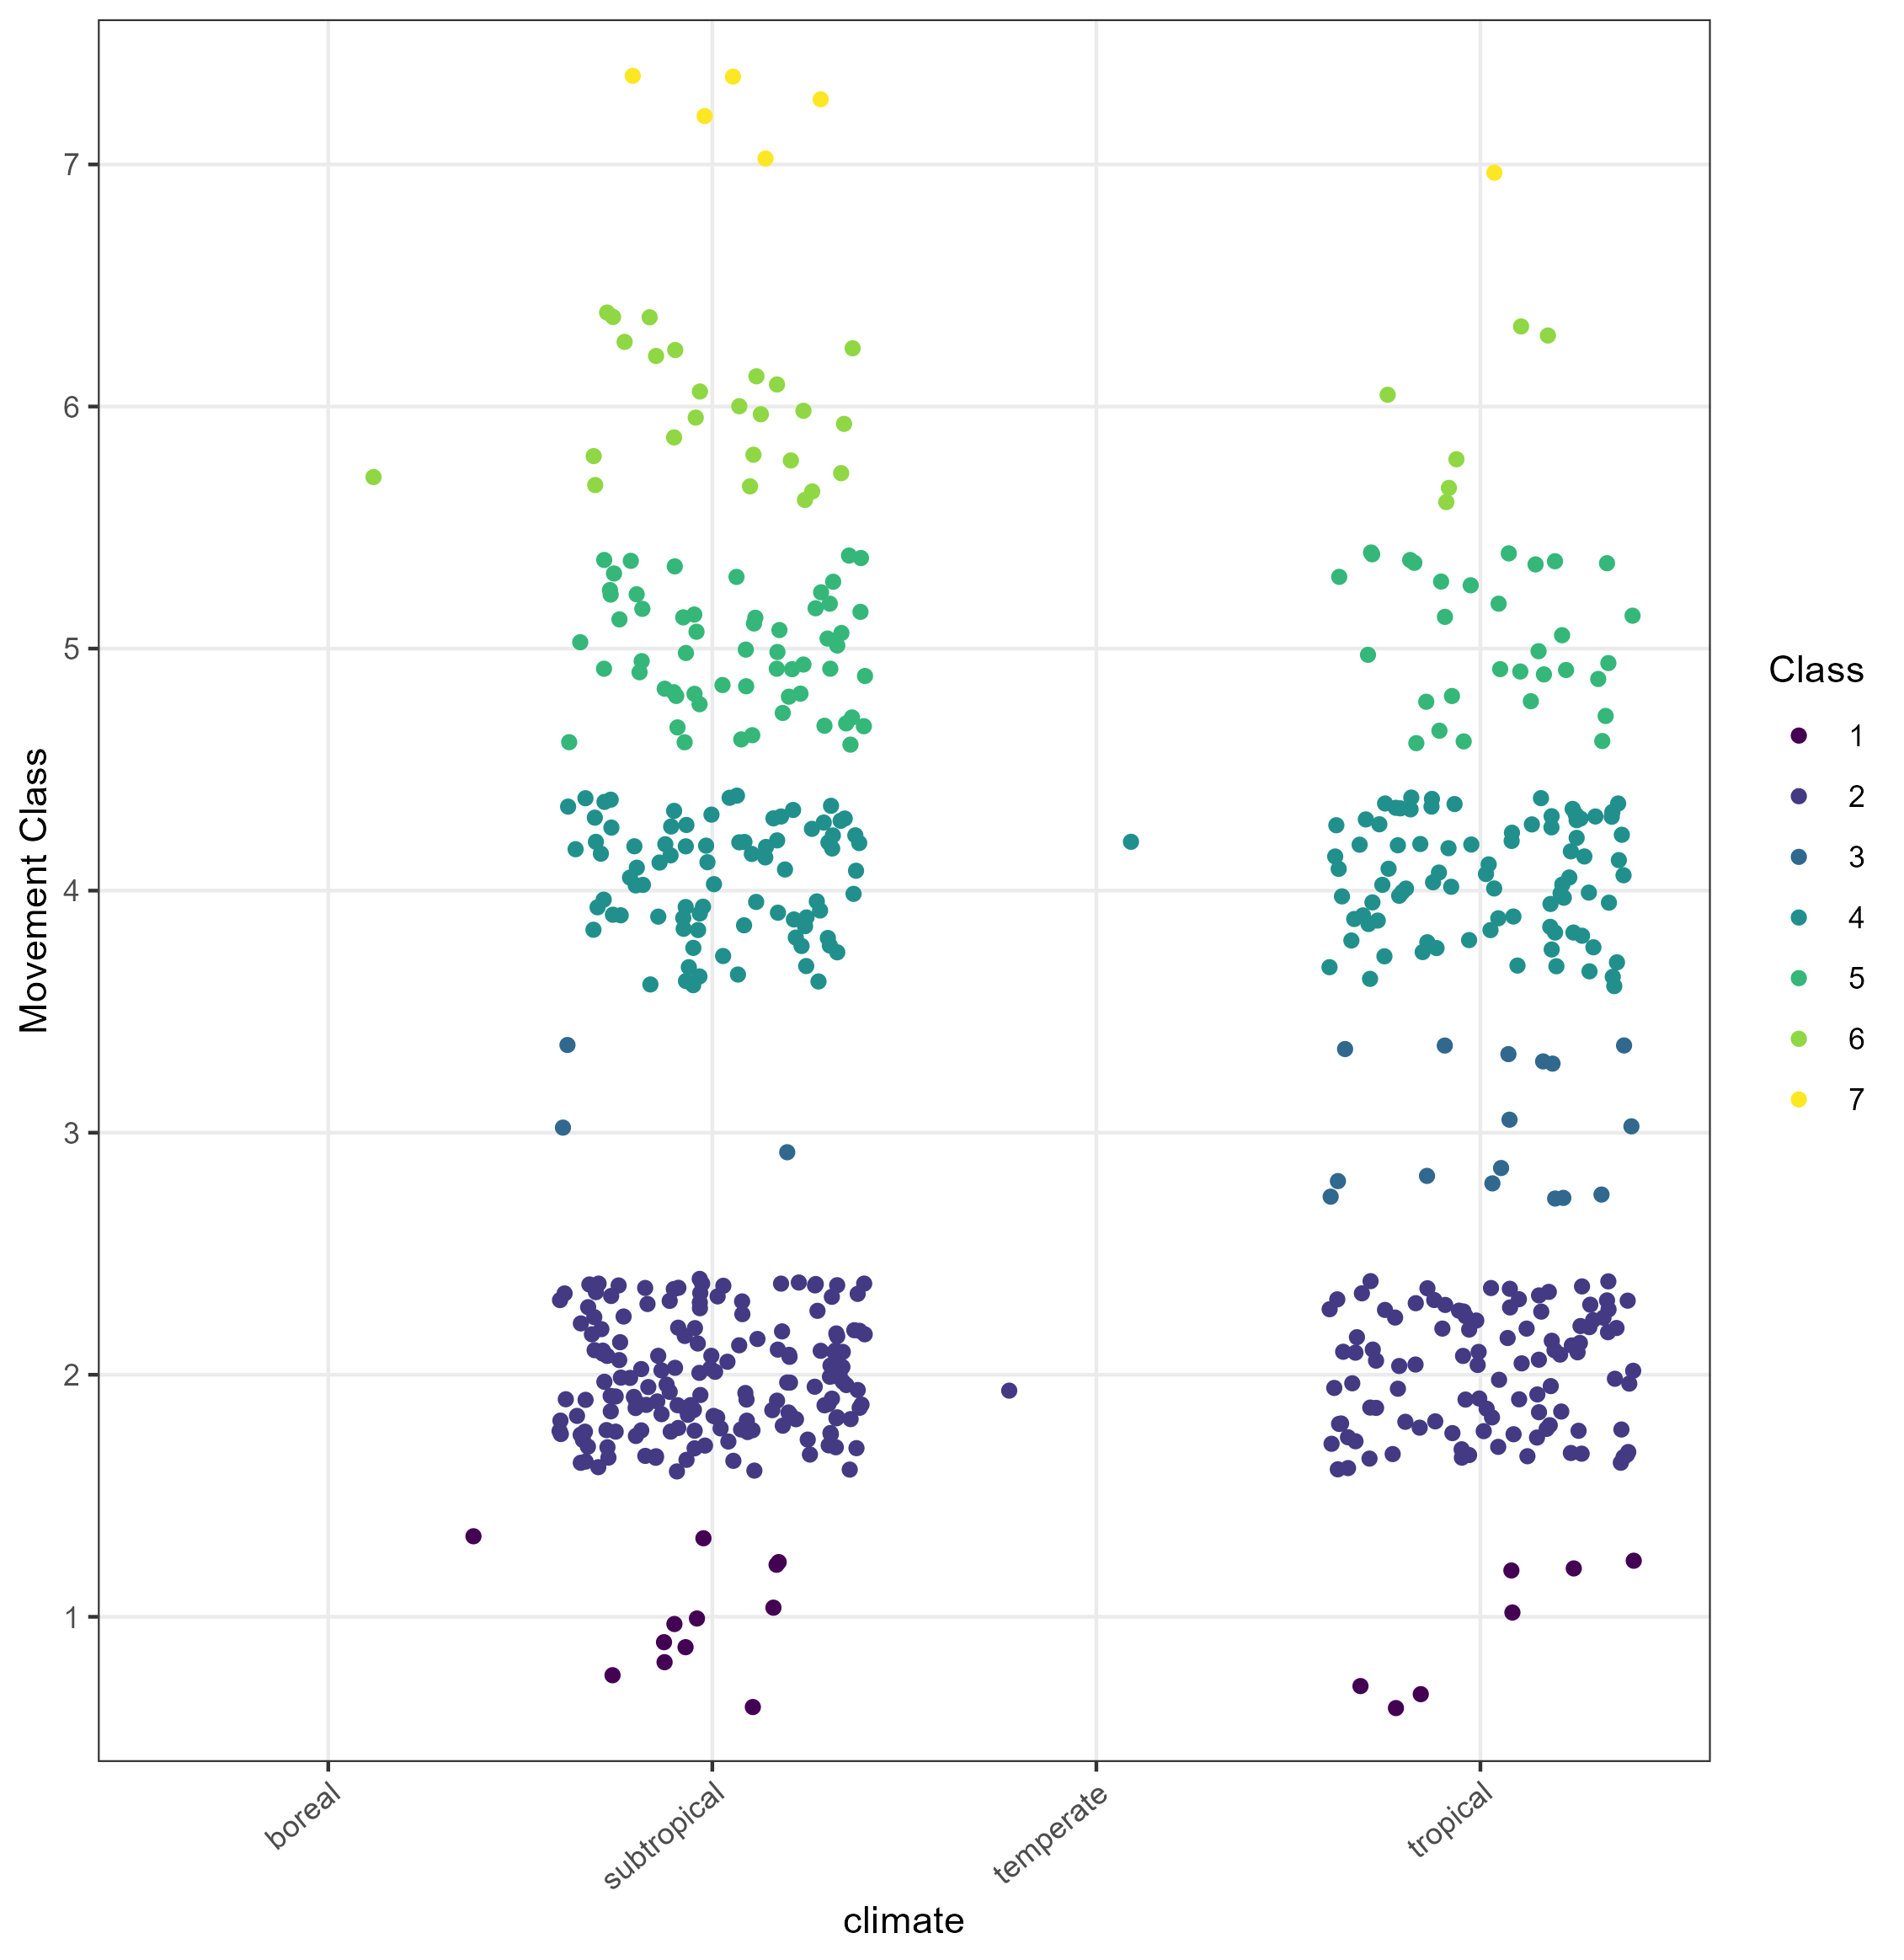 7
6
5
4
3
2
1
Movement Class
boreal
subtropical
temperate
tropical
climate
Class
1
2
3
4
5
6
7